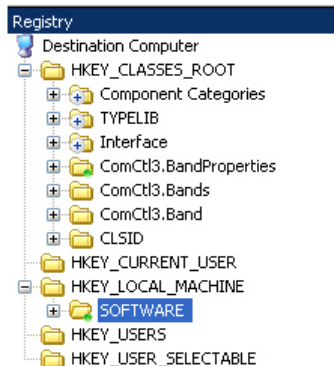 Registry
Destination Computer
HKEY_CLASSES_ROOT
Component Categories
TYPELIB
Interface
ComCtl3.BandProperties
ComCtl3.Bands
ComCtl3.Band
CLSID
HKEY_CURRENT_USER
HKEY_LOCAL_MACHINE
SOFTWARE
HKEY_USERS
HKEY_USER_SELECTABLE